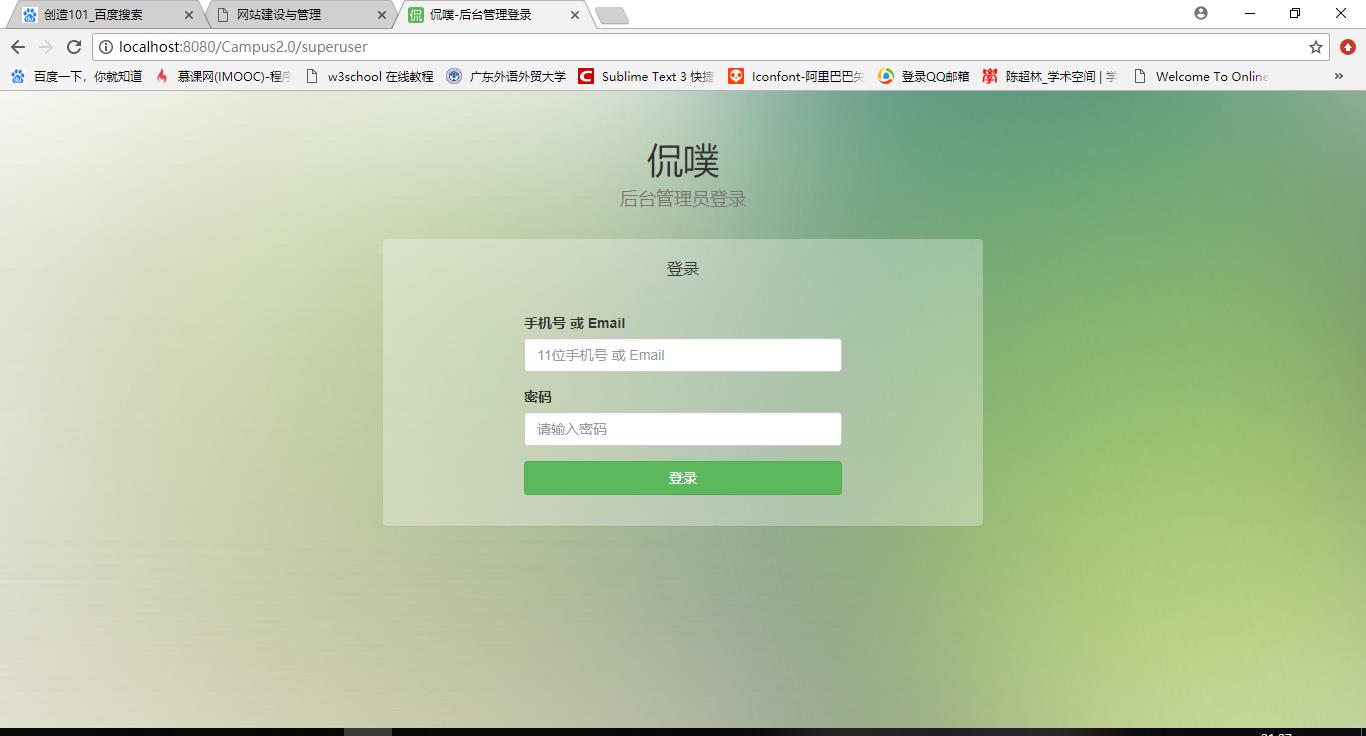 创造101_百度搜索
网站建设与管理
侃 侃噗-后台管理登录
localhost:8080/Campus2.0/superuser
百度一下，你就知道 慕课网(IMOOC)-程序 w3school 在线教程 广东外语外贸大学 Sublime Text 3 快捷 Iconfont-阿里巴巴矢 登录QQ邮箱 陈超林_学术空间 | 学 Welcome To Online »
侃噗
后台管理员登录
登录
手机号 或 Email
11位手机号 或 Email
密码
请输入密码
登录